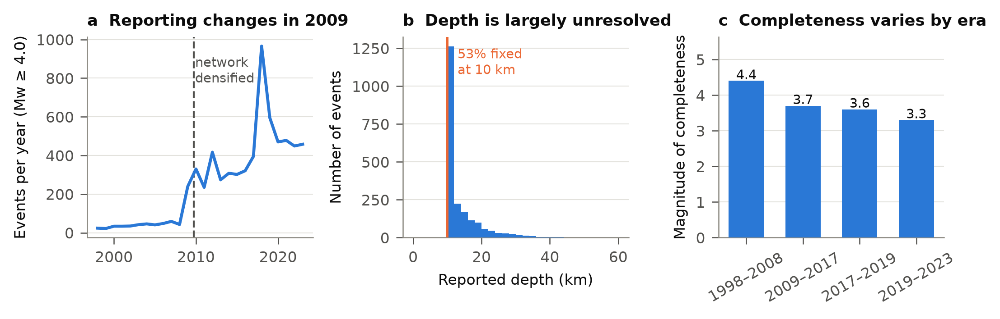 a Reporting changes in 2009
Events per year (Mw ≥ 4.0)
1000
800
600
400
200
0
network
densified
2000 2010 2020
b Depth is largely unresolved
Number of events
1250
1000
750
500
250
0
53% fixed
at 10 km
0 20 40 60
Reported depth (km)
c Completeness varies by era
Magnitude of completeness
5
4
3
2
1
0
4.4
3.7
3.6
3.3
1998–2008
2009–2017
2017–2019
2019–2023